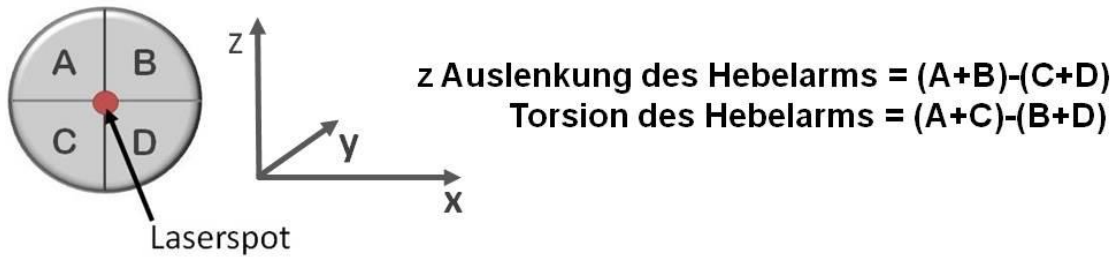 A B
C D
Laserspot
z
y
x
z Auslenkung des Hebelarms = (A+B)-(C+D)
Torsion des Hebelarms = (A+C)-(B+D)